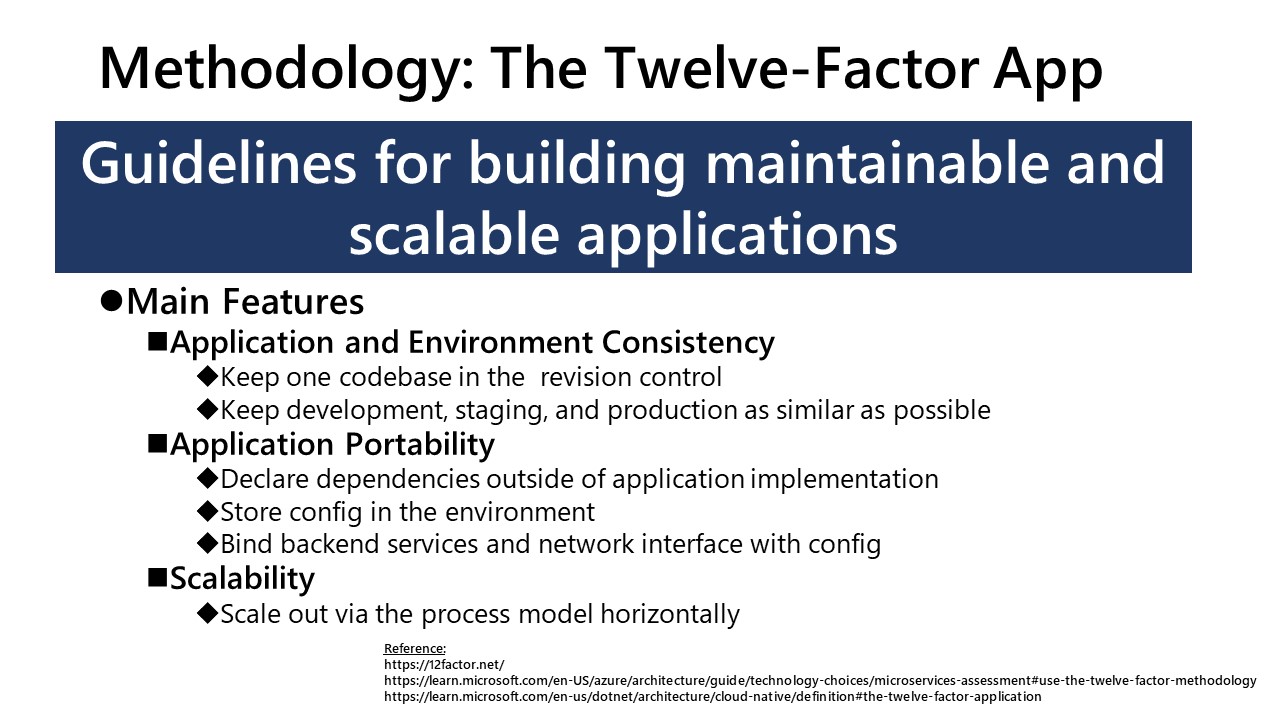 Methodology: The Twelve-Factor App
Guidelines for building maintainable and
scalable applications
●Main Features
■Application and Environment Consistency
◆Keep one codebase in the  revision control
◆Keep development, staging, and production as similar as possible
■Application Portability
◆Declare dependencies outside of application implementation
◆Store config in the environment
◆Bind backend services and network interface with config
■Scalability
◆Scale out via the process model horizontally
Reference:
https://12factor.net/
https://learn.microsoft.com/en-US/azure/architecture/guide/technology-choices/microservices-assessment#use-the-twelve-factor-methodology
https://learn.microsoft.com/en-us/dotnet/architecture/cloud-native/definition#the-twelve-factor-application